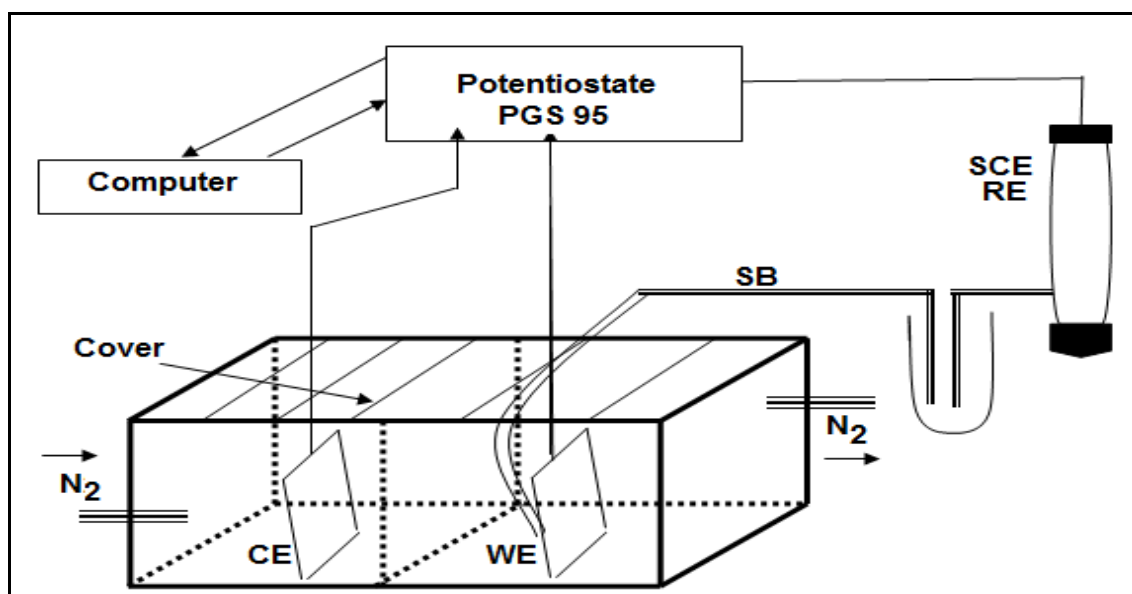 Potentiostate
PGS 95
Computer
SCE
RE
SB
Cover
N2
N2
CE
WE